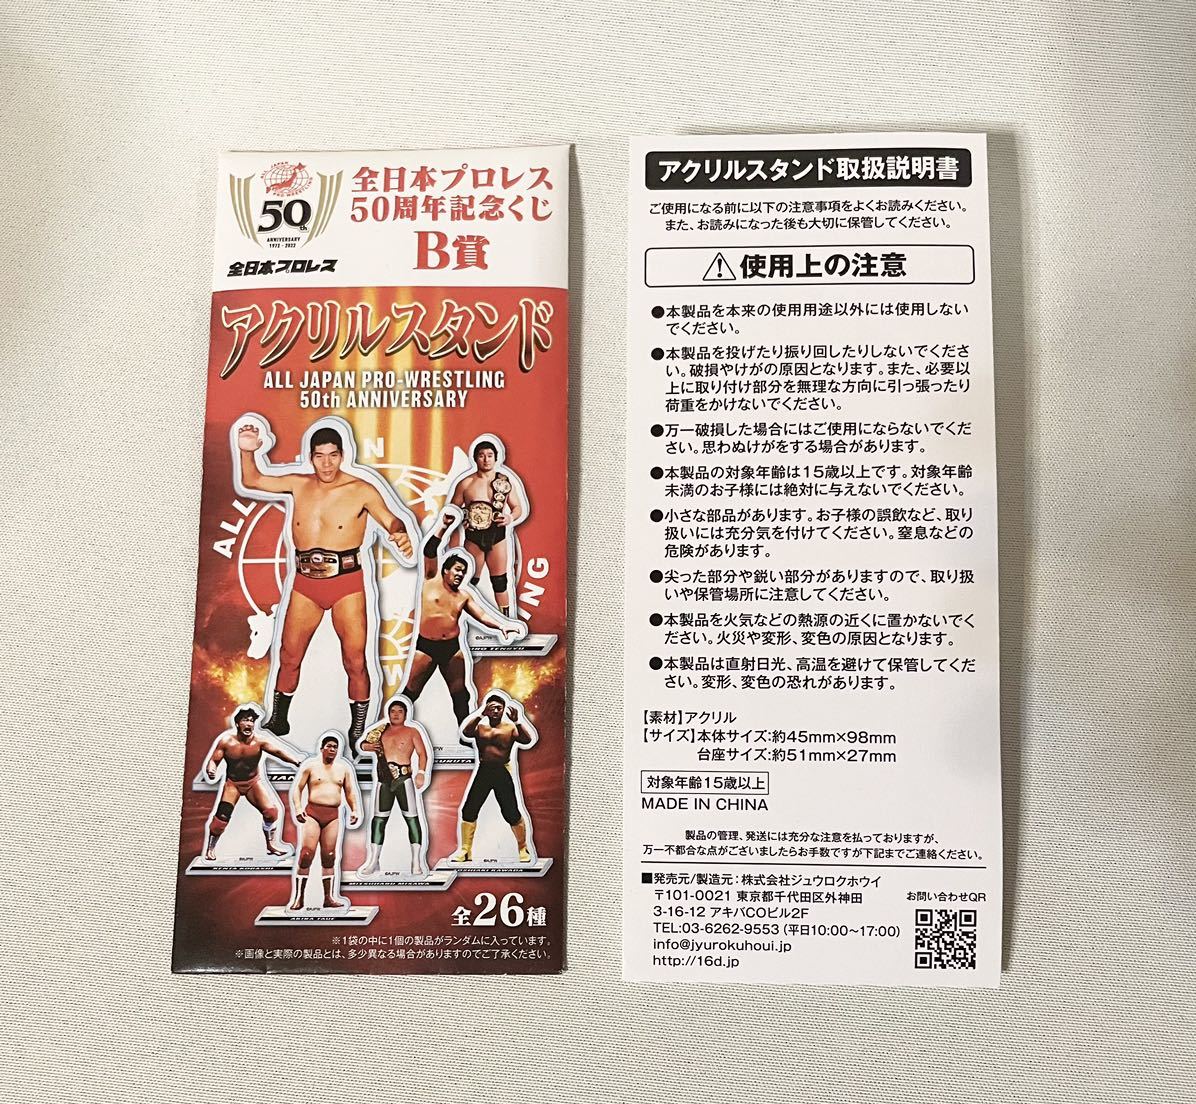 ALL JAPAN
PRO-WRESTLING
50th
ANNIVERSARY
1972 - 2022
全日本プロレス
全日本プロレス
50周年記念くじ
B賞
アクリルスタンド
ALL JAPAN PRO-WRESTLING
50th ANNIVERSARY
KENTA KOBASHI
AKIRA TAUE
MITSUHARU MISAWA
全26種
※1袋の中に1個の製品がランダムに入っています。
※画像と実際の製品とは、多少異なる場合がありますのでご了承ください。
アクリルスタンド取扱説明書
ご使用になる前に以下の注意事項をよくお読みください。
また、お読みになった後も大切に保管してください。
使用上の注意
●本製品を本来の使用用途以外には使用しない
でください。
●本製品を投げたり振り回したりしないでくださ
い。破損やけがの原因となります。また、必要以
上に取り付け部分を無理な方向に引っ張ったり
荷重をかけないでください。
●万一破損した場合にはご使用にならないでくだ
さい。思わぬけがをする場合があります。
●本製品の対象年齢は15歳以上です。対象年齢
未満のお子様には絶対に与えないでください。
●小さな部品があります。お子様の誤飲など、取り
扱いには充分気を付けてください。窒息などの
危険があります。
●尖った部分や鋭い部分がありますので、取り扱
いや保管場所に注意してください。
●本製品を火気などの熱源の近くに置かないでく
ださい。火災や変形、変色の原因となります。
●本製品は直射日光、高温を避けて保管してくだ
さい。変形、変色の恐れがあります。
【素材】アクリル
【サイズ】本体サイズ:約45mm×98mm
台座サイズ:約51mm×27mm
対象年齢15歳以上
MADE IN CHINA
製品の管理、発送には充分な注意を払っておりますが、
万一不都合な点がございましたらお手数ですが下記までご連絡ください。
■発売元/製造元:株式会社ジュウロクホウイ
〒101-0021 東京都千代田区外神田
3-16-12 アキバCOビル2F
TEL:03-6262-9553 (平日10:00〜17:00)
info@jyurokuhoui.jp
http://16d.jp
お問い合わせQR